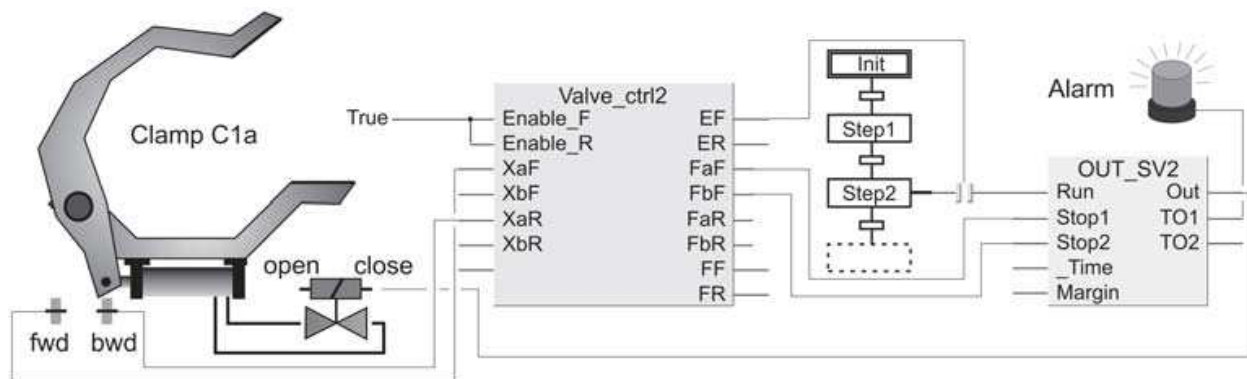 Clamp C1a
open close
fwd bwd
True
Valve_ctrl2
Enable_F EF
Enable_R ER
XaF FaF
XbF FbF
XaR FaR
XbR FbR
FF
FR
Init
Step1
Step2
Alarm
OUT_SV2
Run Out
Stop1 TO1
Stop2 TO2
_Time
Margin